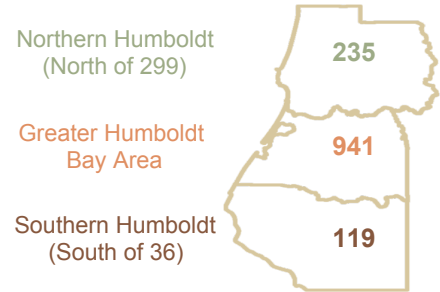 Northern Humboldt
(North of 299)
235
Greater Humboldt
Bay Area
941
Southern Humboldt
(South of 36)
119